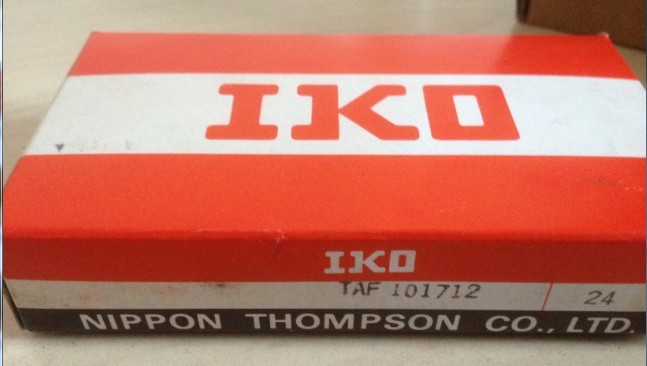 IKO
IKO
TAF 101712 24
NIPPON THOMPSON CO., LTD.